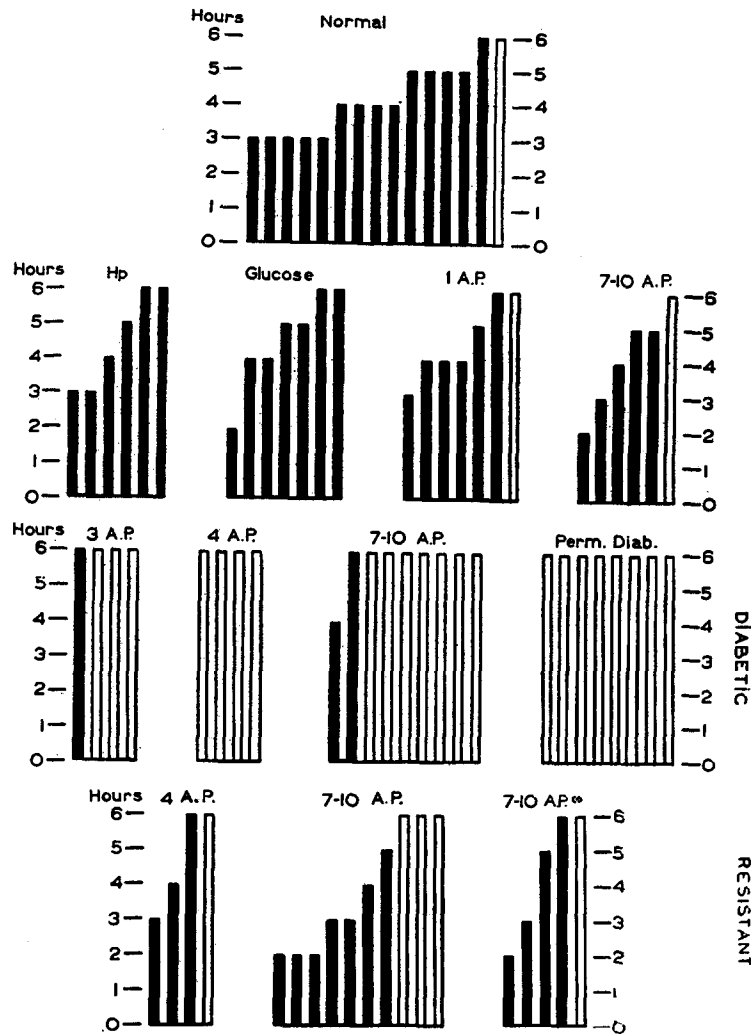 Hours Normal
6 — — 6
5 — — 5
4 — — 4
3 — — 3
2 — — 2
1 — — 1
0 — — 0
Hours Hp Glucose 1 A.P. 7-10 A.P.
6 — — 6
5 — — 5
4 — — 4
3 — — 3
2 — — 2
1 — — 1
0 — — 0
Hours 3 A.P. 4 A.P. 7-10 A.P. Perm. Diab.
6 — — 6
5 — — 5
4 — — 4
3 — — 3
2 — — 2
1 — — 1
0 — — 0
DIABETIC
Hours 4 A.P. 7-10 A.P. 7-10 A.P.∞
6 — — 6
5 — — 5
4 — — 4
3 — — 3
2 — — 2
1 — — 1
0 — — 0
RESISTANT